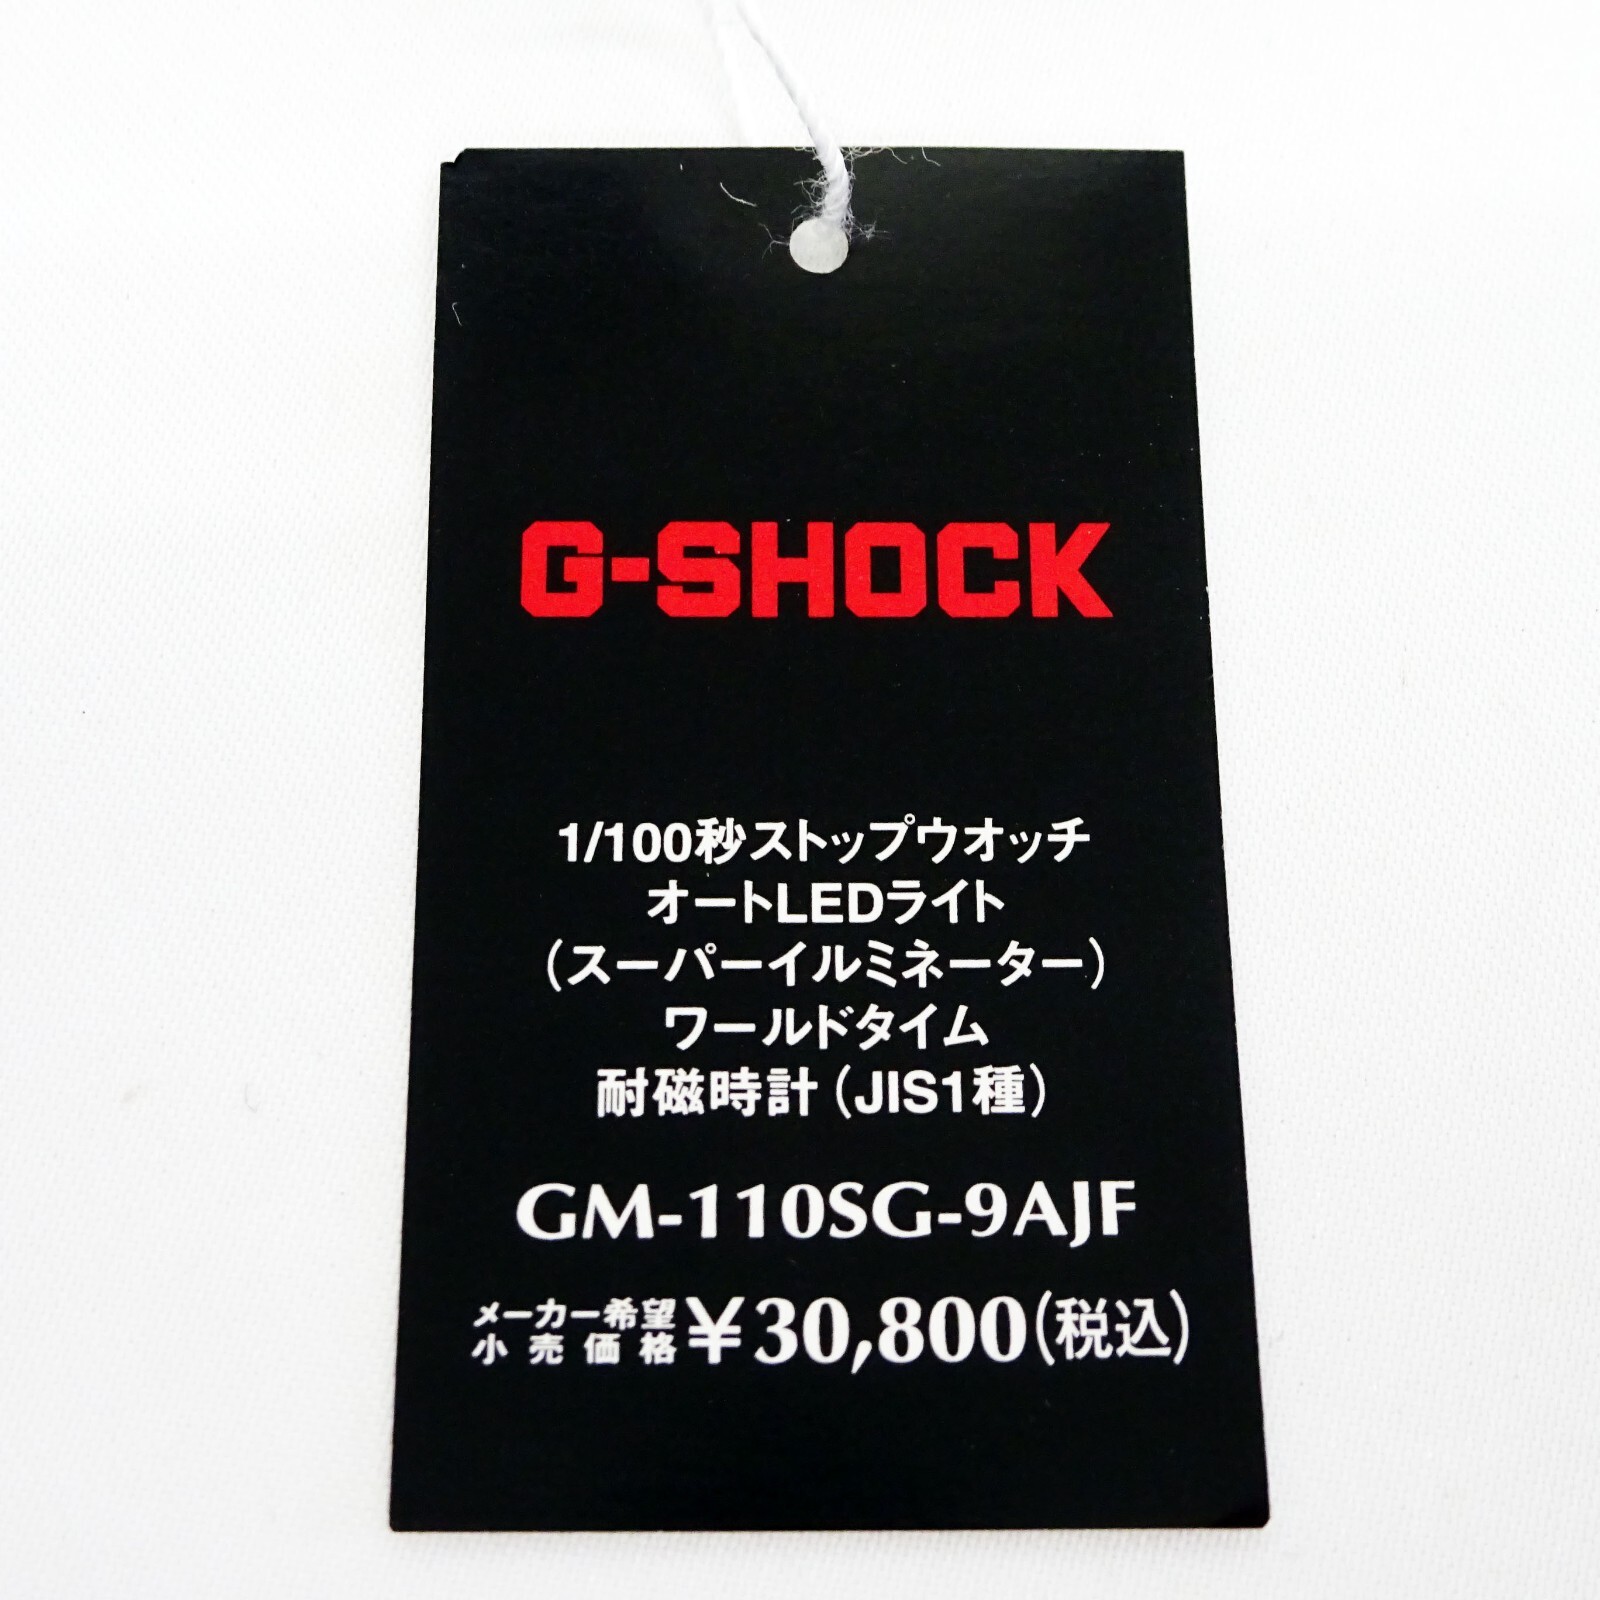 G-SHOCK
1/100秒ストップウオッチ
オートLEDライト
(スーパーイルミネーター)
ワールドタイム
耐磁時計(JIS1種)
GM-110SG-9AJF
メーカー希望小売価格¥30,800(税込)